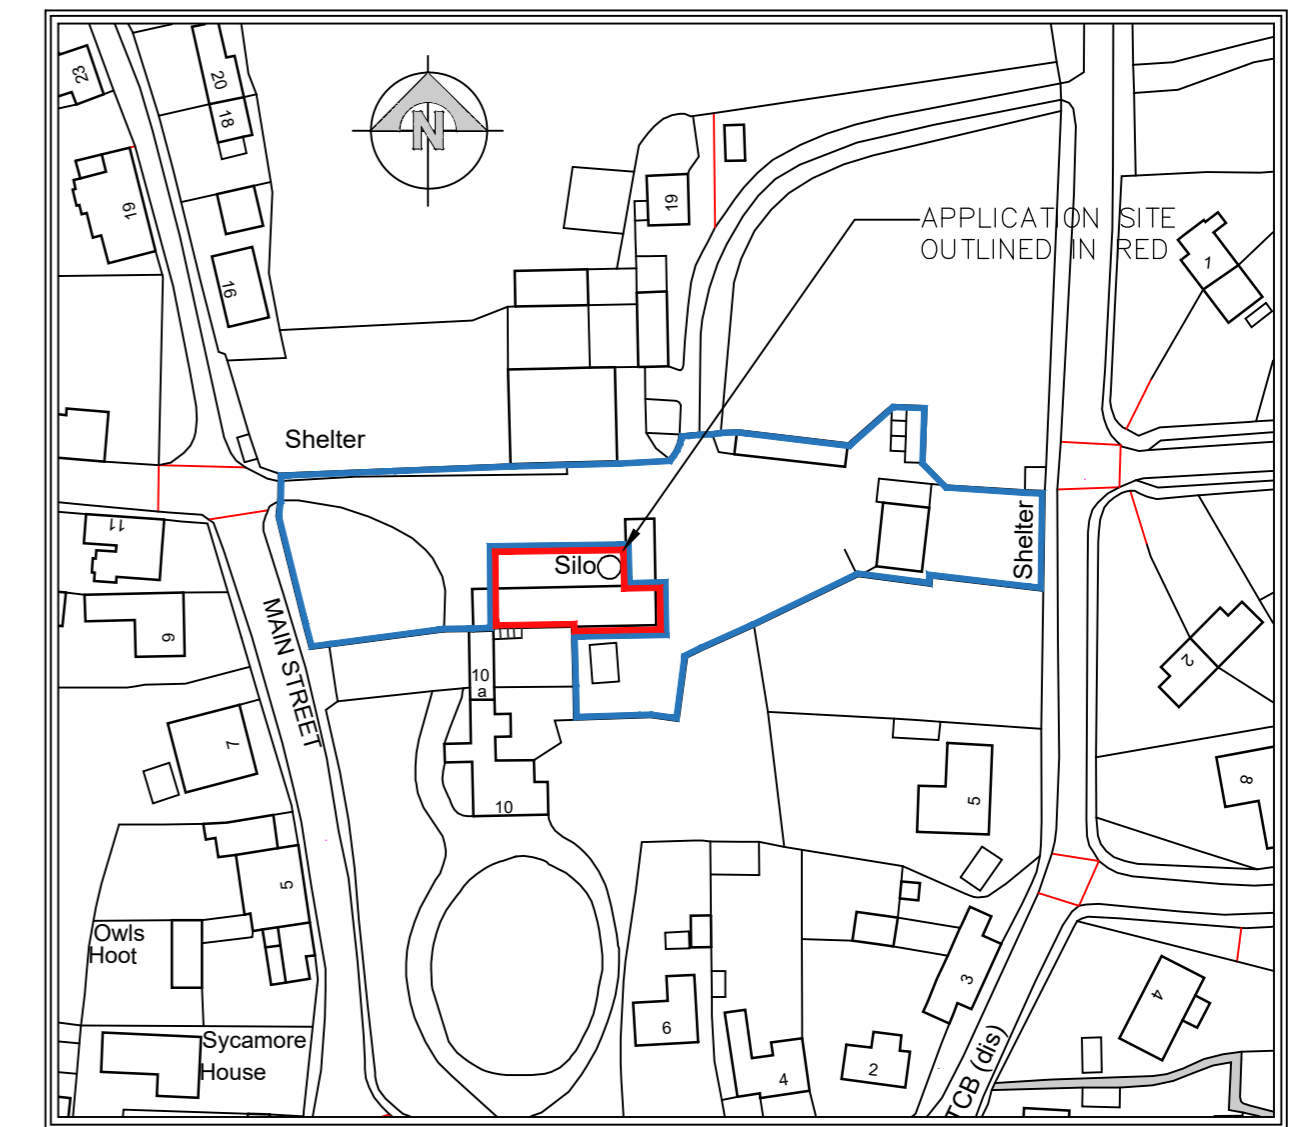 23
20
18
N
19
19
16
APPLICATION SITE
OUTLINED IN RED
1
Shelter
11
Silo
Shelter
9
MAIN STREET
10
a
2
7
10
5
8
5
Owls
Hoot
3
4
6
Sycamore
House
4
2
TCB (dis)